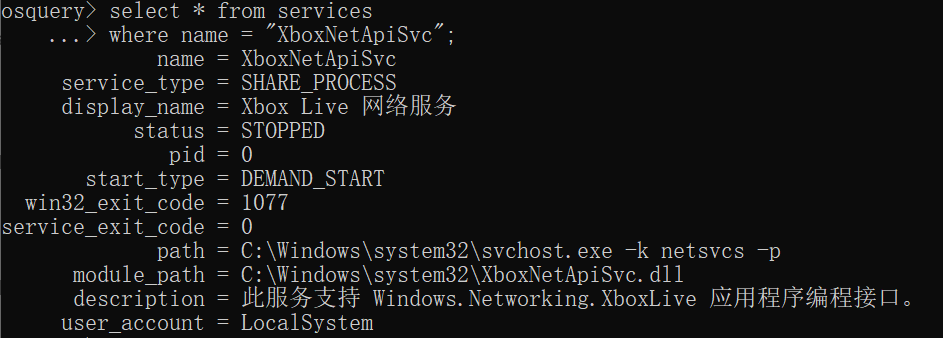 osquery> select * from services
...> where name = "XboxNetApiSvc";
name = XboxNetApiSvc
service_type = SHARE_PROCESS
display_name = Xbox Live 网络服务
status = STOPPED
pid = 0
start_type = DEMAND_START
win32_exit_code = 1077
service_exit_code = 0
path = C:\Windows\system32\svchost.exe -k netsvcs -p
module_path = C:\Windows\system32\XboxNetApiSvc.dll
description = 此服务支持 Windows.Networking.XboxLive 应用程序编程接口。
user_account = LocalSystem